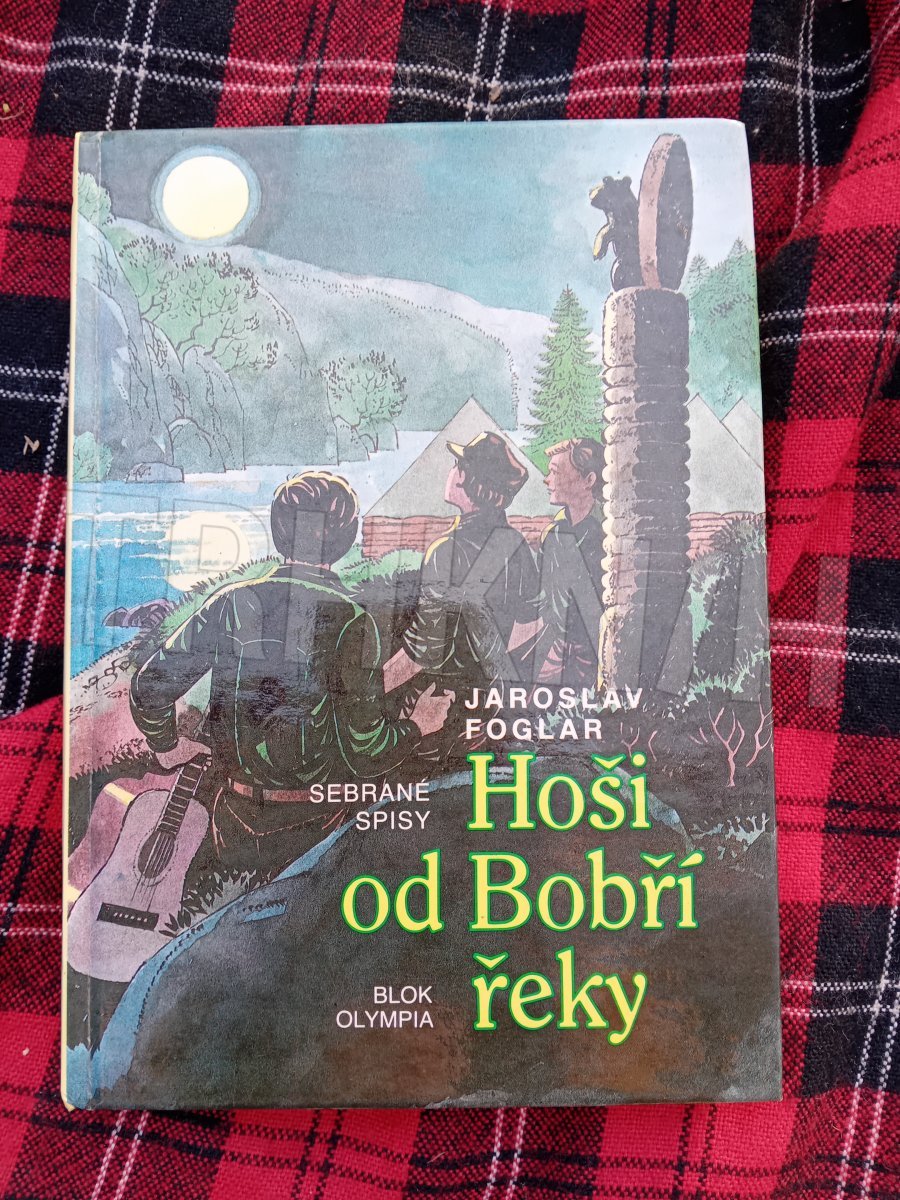 JAROSLAV
FOGLAR
SEBRANÉ
SPISY
Hoši
od Bobří
řeky
BLOK
OLYMPIA